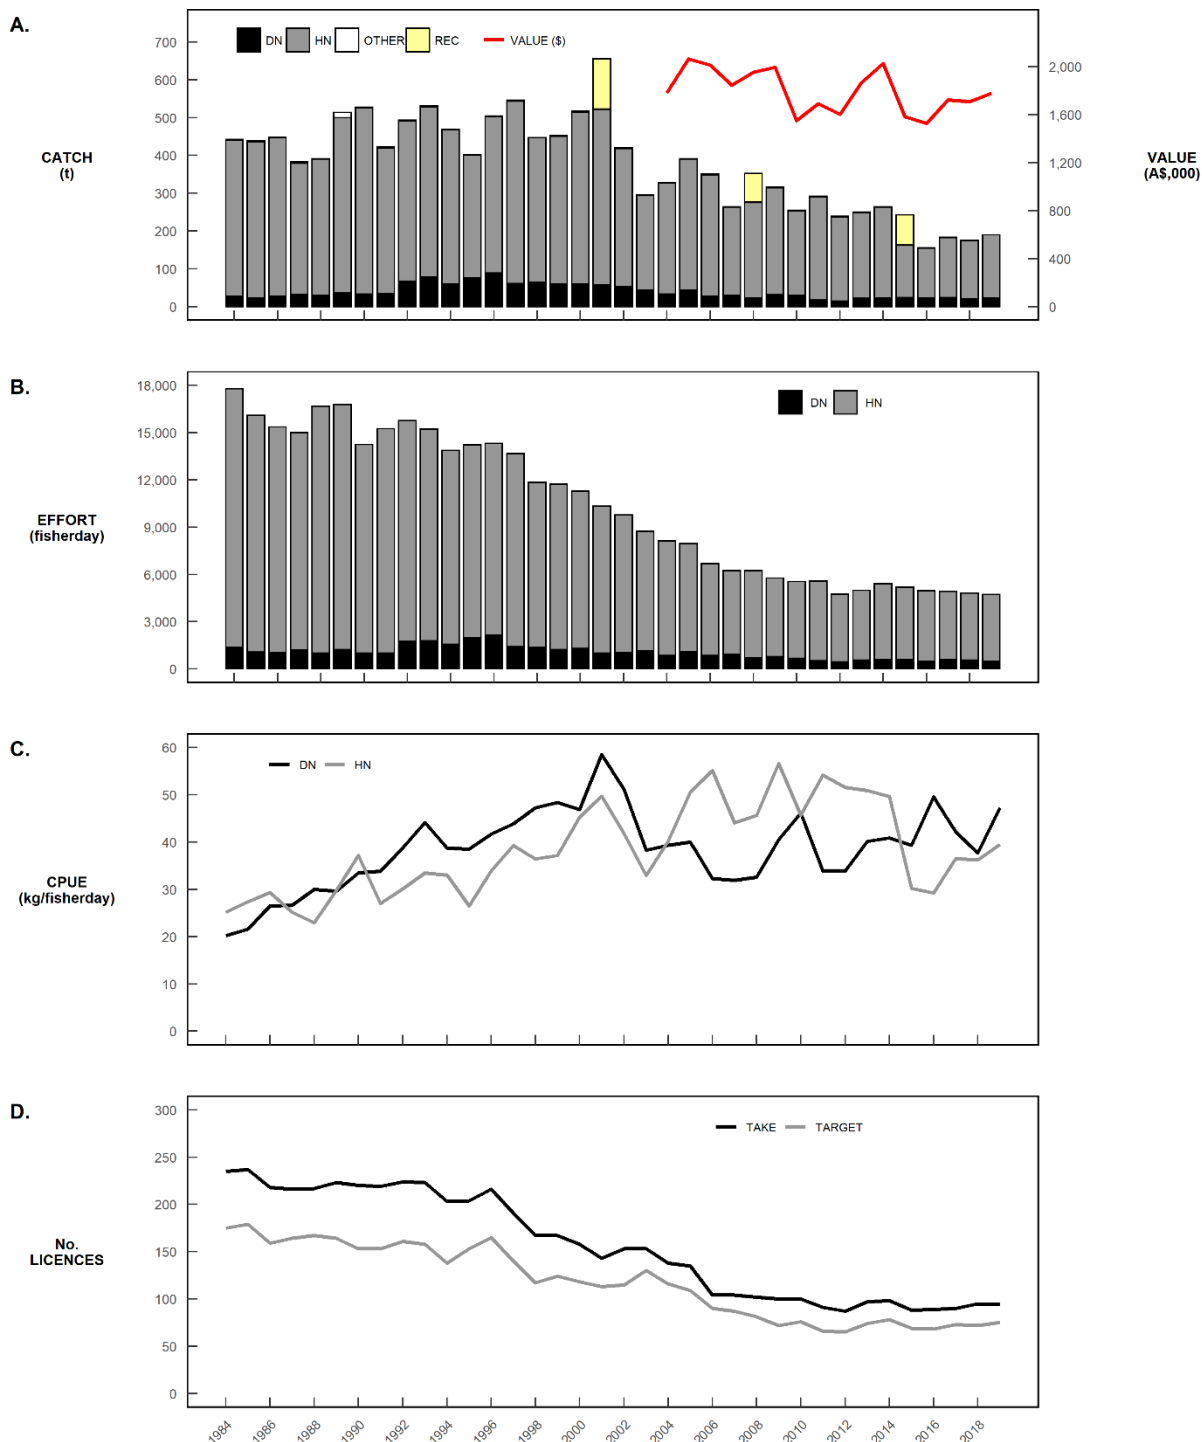 A.
DN HN OTHER REC VALUE ($)
700
600
500
400
300
200
100
0
CATCH
(t)
2,000
1,600
1,200
800
400
0
VALUE
(A$,000)
B.
DN HN
18,000
15,000
12,000
9,000
6,000
3,000
0
EFFORT
(fisherday)
C.
DN HN
60
50
40
30
20
10
0
CPUE
(kg/fisherday)
D.
TAKE TARGET
300
250
200
150
100
50
0
No.
LICENCES
1984 1986 1988 1990 1992 1994 1996 1998 2000 2002 2004 2006 2008 2010 2012 2014 2016 2018